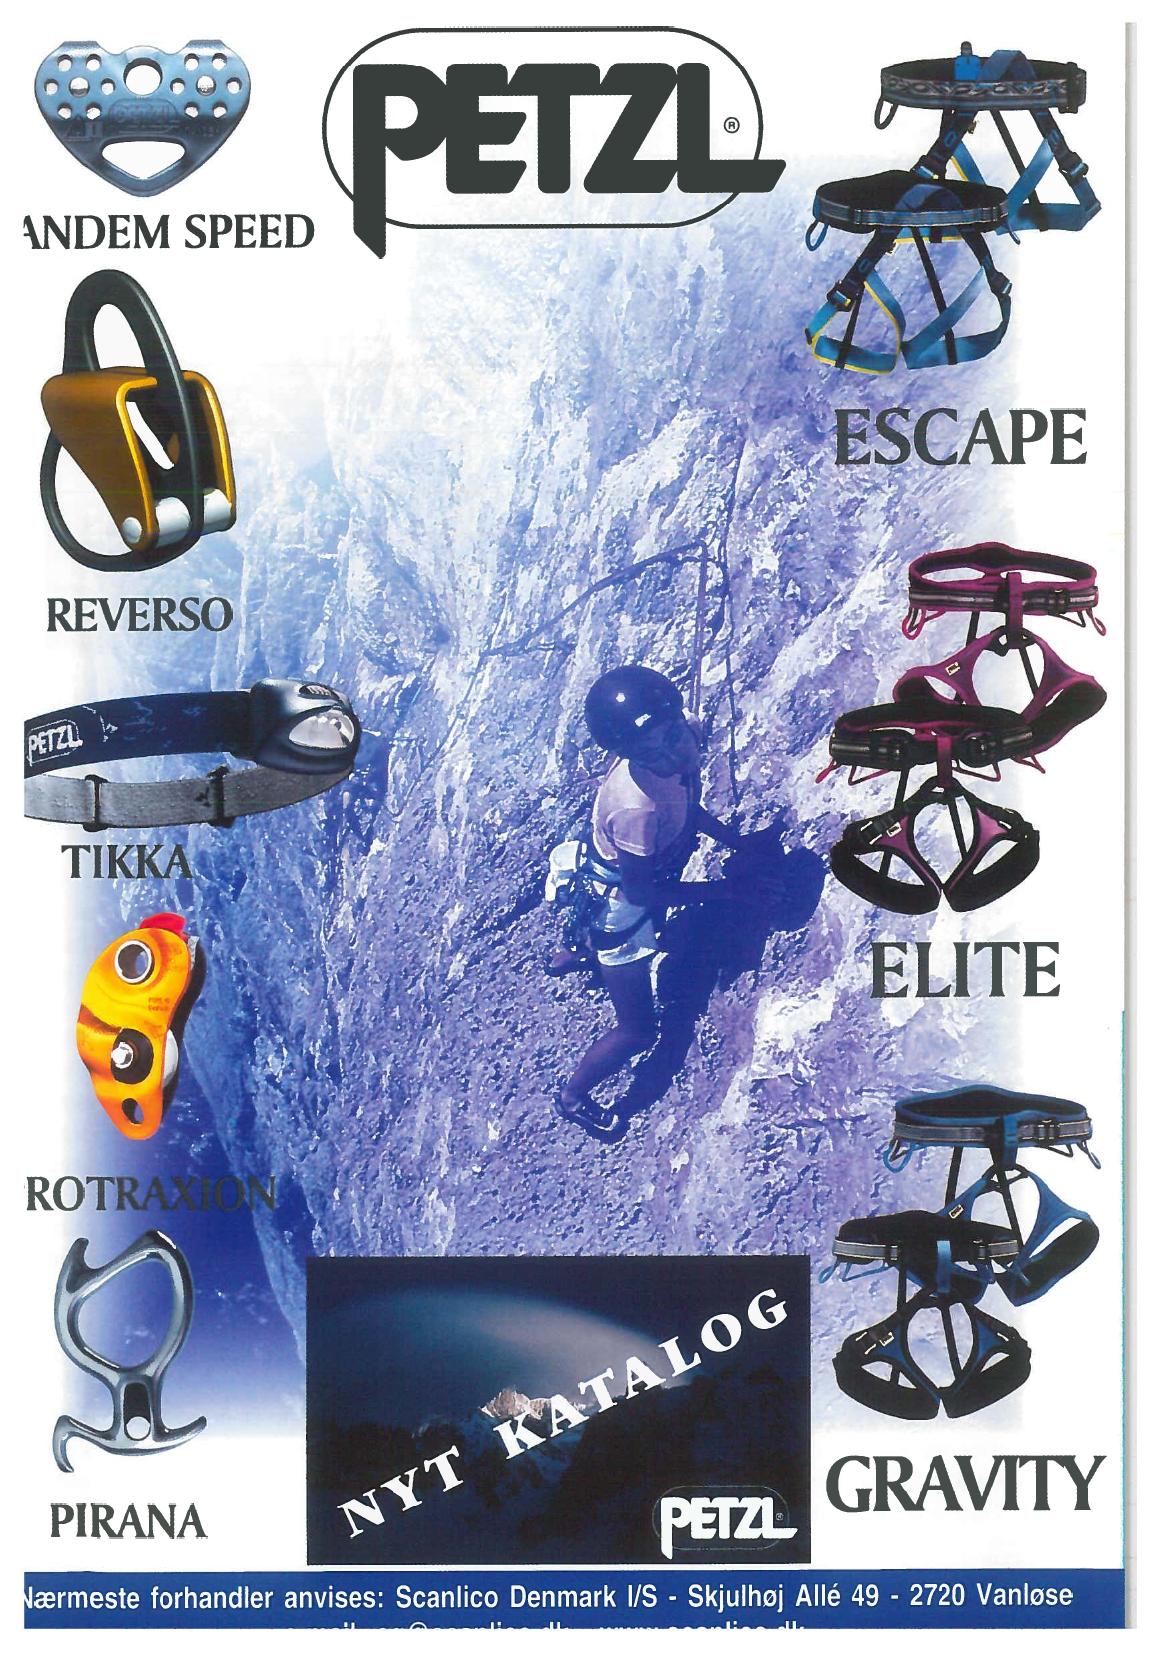 PETZL®
ANDEM SPEED
REVERSO
PETZL
TIKKA
ROTRAXION
PIRANA
ESCAPE
ELITE
GRAVITY
NYT KATALOG
PETZL
Nærmeste forhandler anvises: Scanlico Denmark I/S - Skjulhøj Allé 49 - 2720 Vanløse